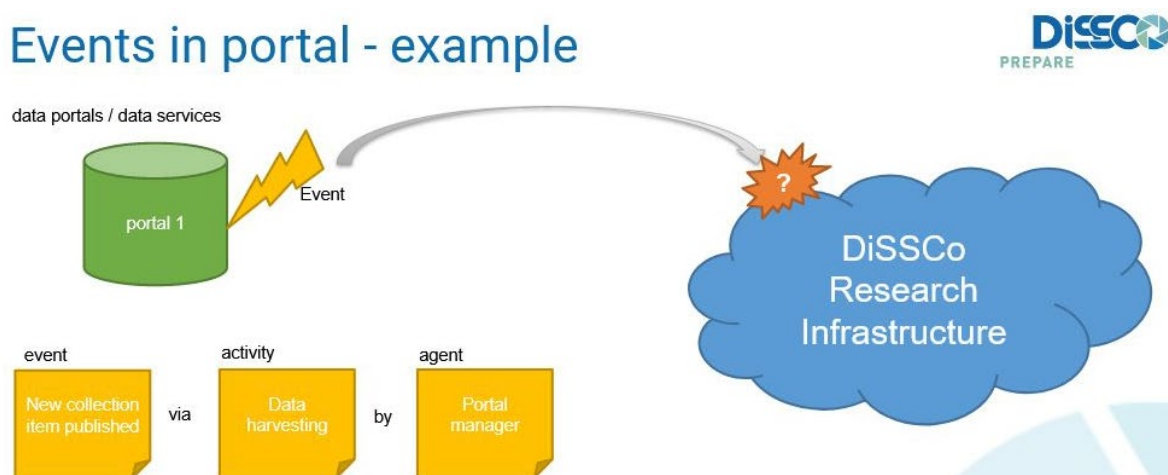 Events in portal - example
DiSSCo
PREPARE
data portals / data services
portal 1
Event
?
DiSSCo
Research
Infrastructure
event
activity
agent
New collection
item published
via
Data
harvesting
by
Portal
manager